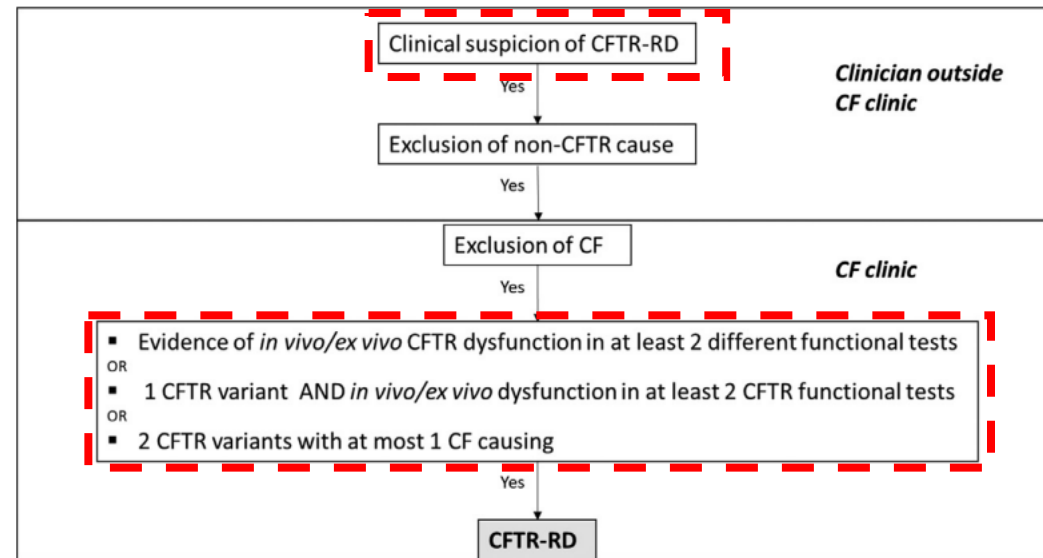 Clinical suspicion of CFTR-RD
Clinician outside
CF clinic
Yes
Exclusion of non-CFTR cause
Yes
Exclusion of CF
CF clinic
Yes
▪ Evidence of in vivo/ex vivo CFTR dysfunction in at least 2 different functional tests
OR
▪ 1 CFTR variant AND in vivo/ex vivo dysfunction in at least 2 CFTR functional tests
OR
▪ 2 CFTR variants with at most 1 CF causing
Yes
CFTR-RD